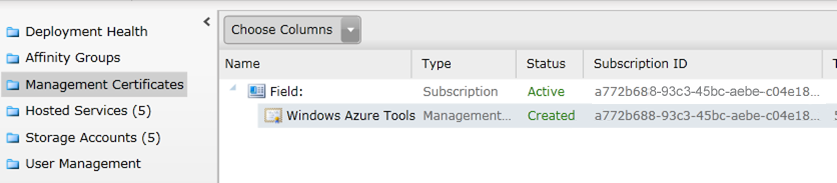 Deployment Health
Affinity Groups
Management Certificates
Hosted Services (5)
Storage Accounts (5)
User Management
Choose Columns
Name Type Status Subscription ID
Field: Subscription Active a772b688-93c3-45bc-aebe-c04e18...
Windows Azure Tools Management... Created a772b688-93c3-45bc-aebe-c04e18...